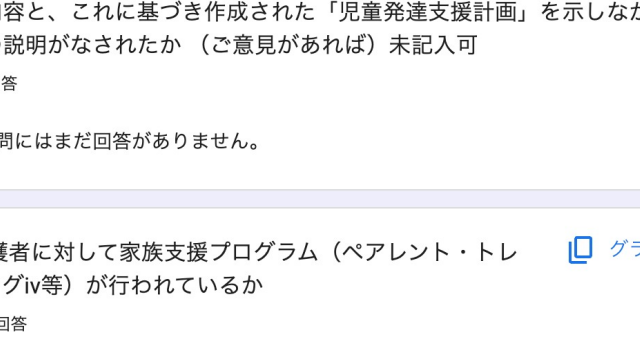 内容と、これに基づき作成された「児童発達支援計画」を示しなが
説明がなされたか （ご意見があれば）未記入可
答
問にはまだ回答がありません。
護者に対して家族支援プログラム（ペアレント・トレ
グラ
グiv等）が行われているか
回答